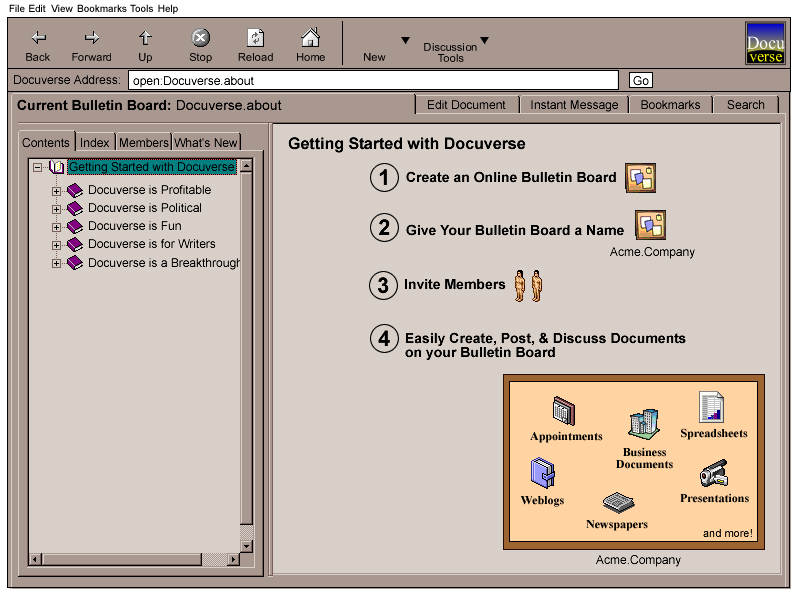 File Edit View Bookmarks Tools Help
Back Forward Up Stop Reload Home New Discussion Tools
Docu
verse
Docuverse Address: open:Docuverse.about Go
Current Bulletin Board: Docuverse.about Edit Document Instant Message Bookmarks Search
Contents Index Members What's New
Getting Started with Docuverse
Docuverse is Profitable
Docuverse is Political
Docuverse is Fun
Docuverse is for Writers
Docuverse is a Breakthrough
Getting Started with Docuverse
1 Create an Online Bulletin Board
2 Give Your Bulletin Board a Name
Acme.Company
3 Invite Members
4 Easily Create, Post, & Discuss Documents
on your Bulletin Board
Appointments
Business
Documents
Spreadsheets
Weblogs
Newspapers
Presentations
and more!
Acme.Company